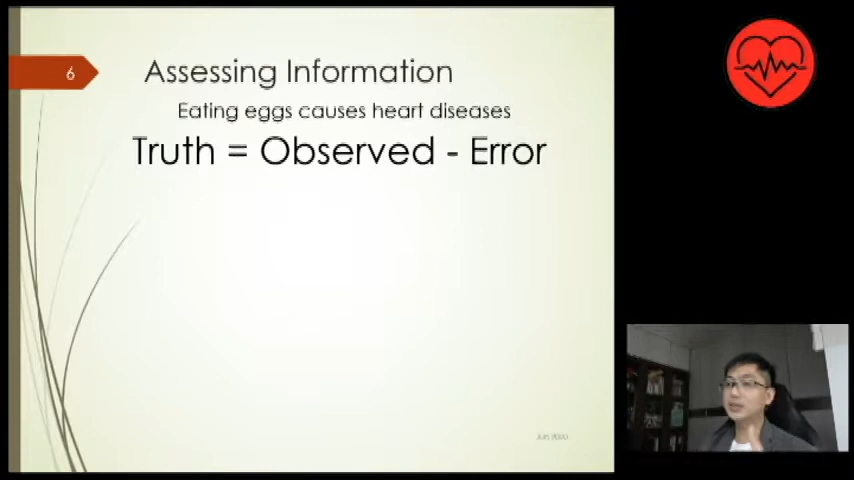 6
Assessing Information
Eating eggs causes heart diseases
Truth = Observed - Error